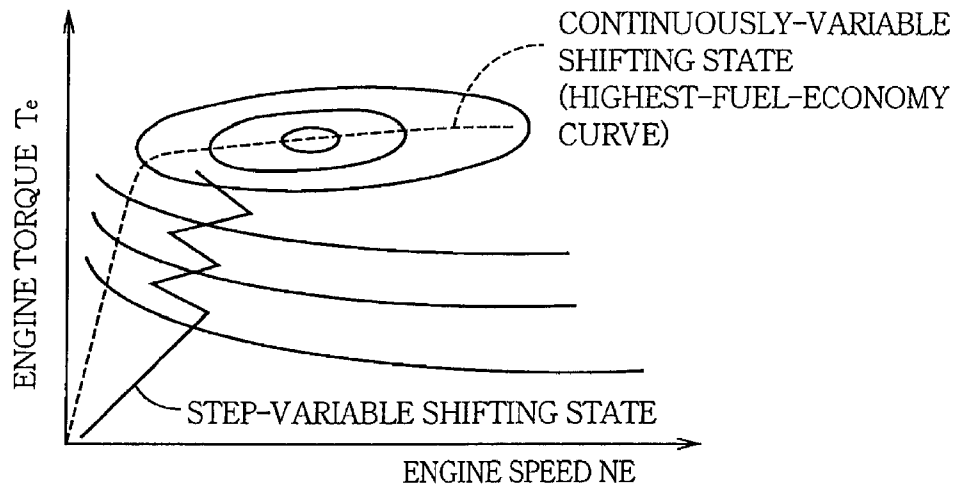 CONTINUOUSLY-VARIABLE
SHIFTING STATE
(HIGHEST-FUEL-ECONOMY
CURVE)
ENGINE TORQUE Te
STEP-VARIABLE SHIFTING STATE
ENGINE SPEED NE